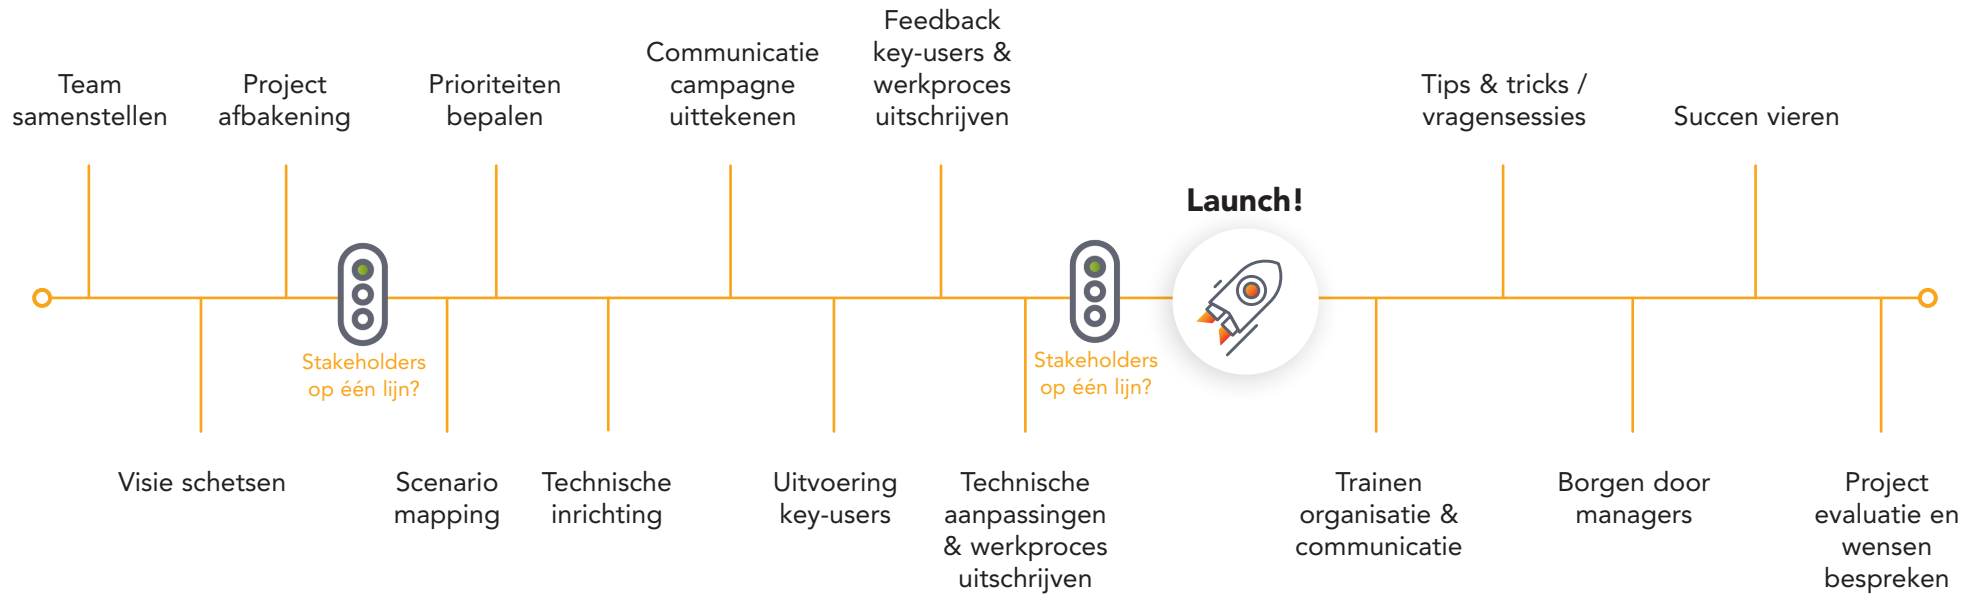 Team
samenstellen
Project
afbakening
Prioriteiten
bepalen
Communicatie
campagne
uittekenen
Feedback
key-users &
werkproces
uitschrijven
Launch!
Tips & tricks /
vragensessies
Succen vieren
Stakeholders
op één lijn?
Stakeholders
op één lijn?
Visie schetsen
Scenario
mapping
Technische
inrichting
Uitvoering
key-users
Technische
aanpassingen
& werkproces
uitschrijven
Trainen
organisatie &
communicatie
Borgen door
managers
Project
evaluatie en
wensen
bespreken